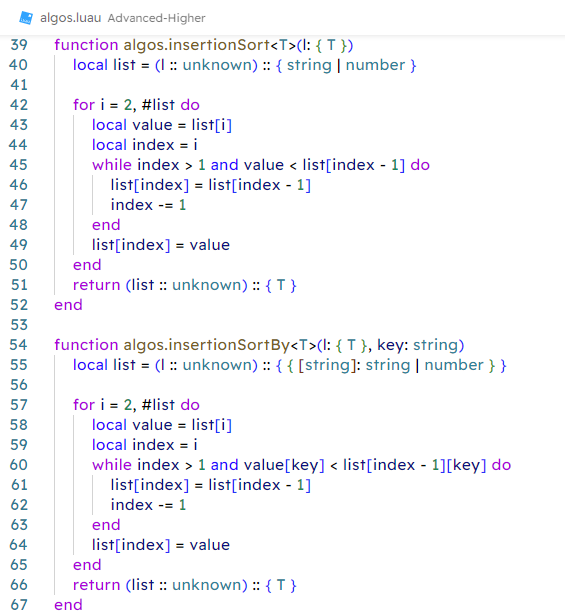 algos.luau Advanced-Higher
39 function algos.insertionSort<T>(l: { T })
40 local list = (l :: unknown) :: { string | number }
41
42 for i = 2, #list do
43 local value = list[i]
44 local index = i
45 while index > 1 and value < list[index - 1] do
46 list[index] = list[index - 1]
47 index -= 1
48 end
49 list[index] = value
50 end
51 return (list :: unknown) :: { T }
52 end
53
54 function algos.insertionSortBy<T>(l: { T }, key: string)
55 local list = (l :: unknown) :: { { [string]: string | number } }
56
57 for i = 2, #list do
58 local value = list[i]
59 local index = i
60 while index > 1 and value[key] < list[index - 1][key] do
61 list[index] = list[index - 1]
62 index -= 1
63 end
64 list[index] = value
65 end
66 return (list :: unknown) :: { T }
67 end